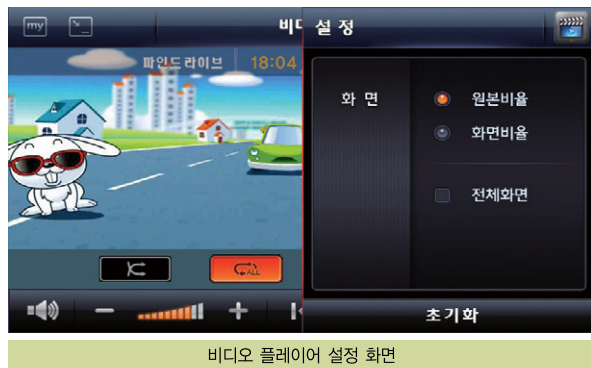 my
비디
설 정
파인드라이브
18:04
화 면
원본비율
화면비율
전체화면
ALL
초기화
비디오 플레이어 설정 화면